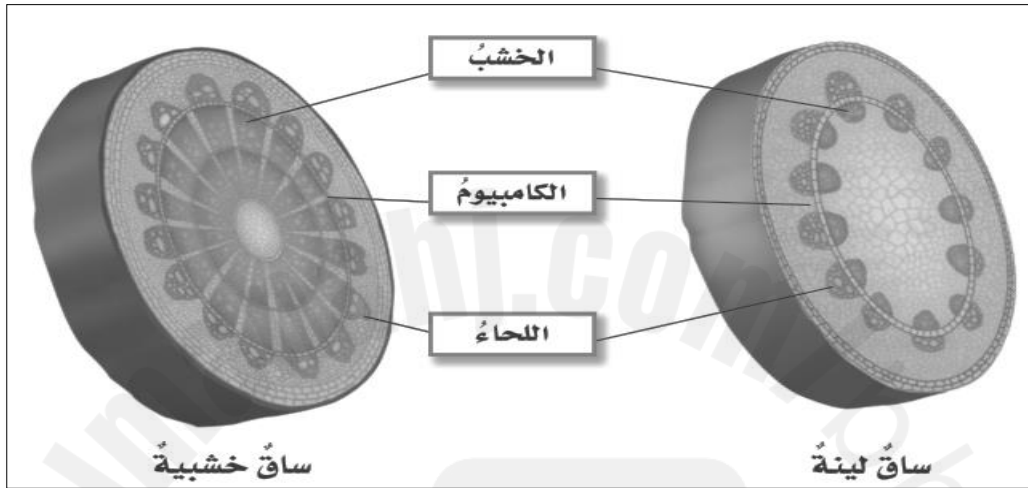 الخشبُ
الكامبيومُ
اللحاءُ
ساقٌ خشبيةٌ
ساقٌ لينةٌ